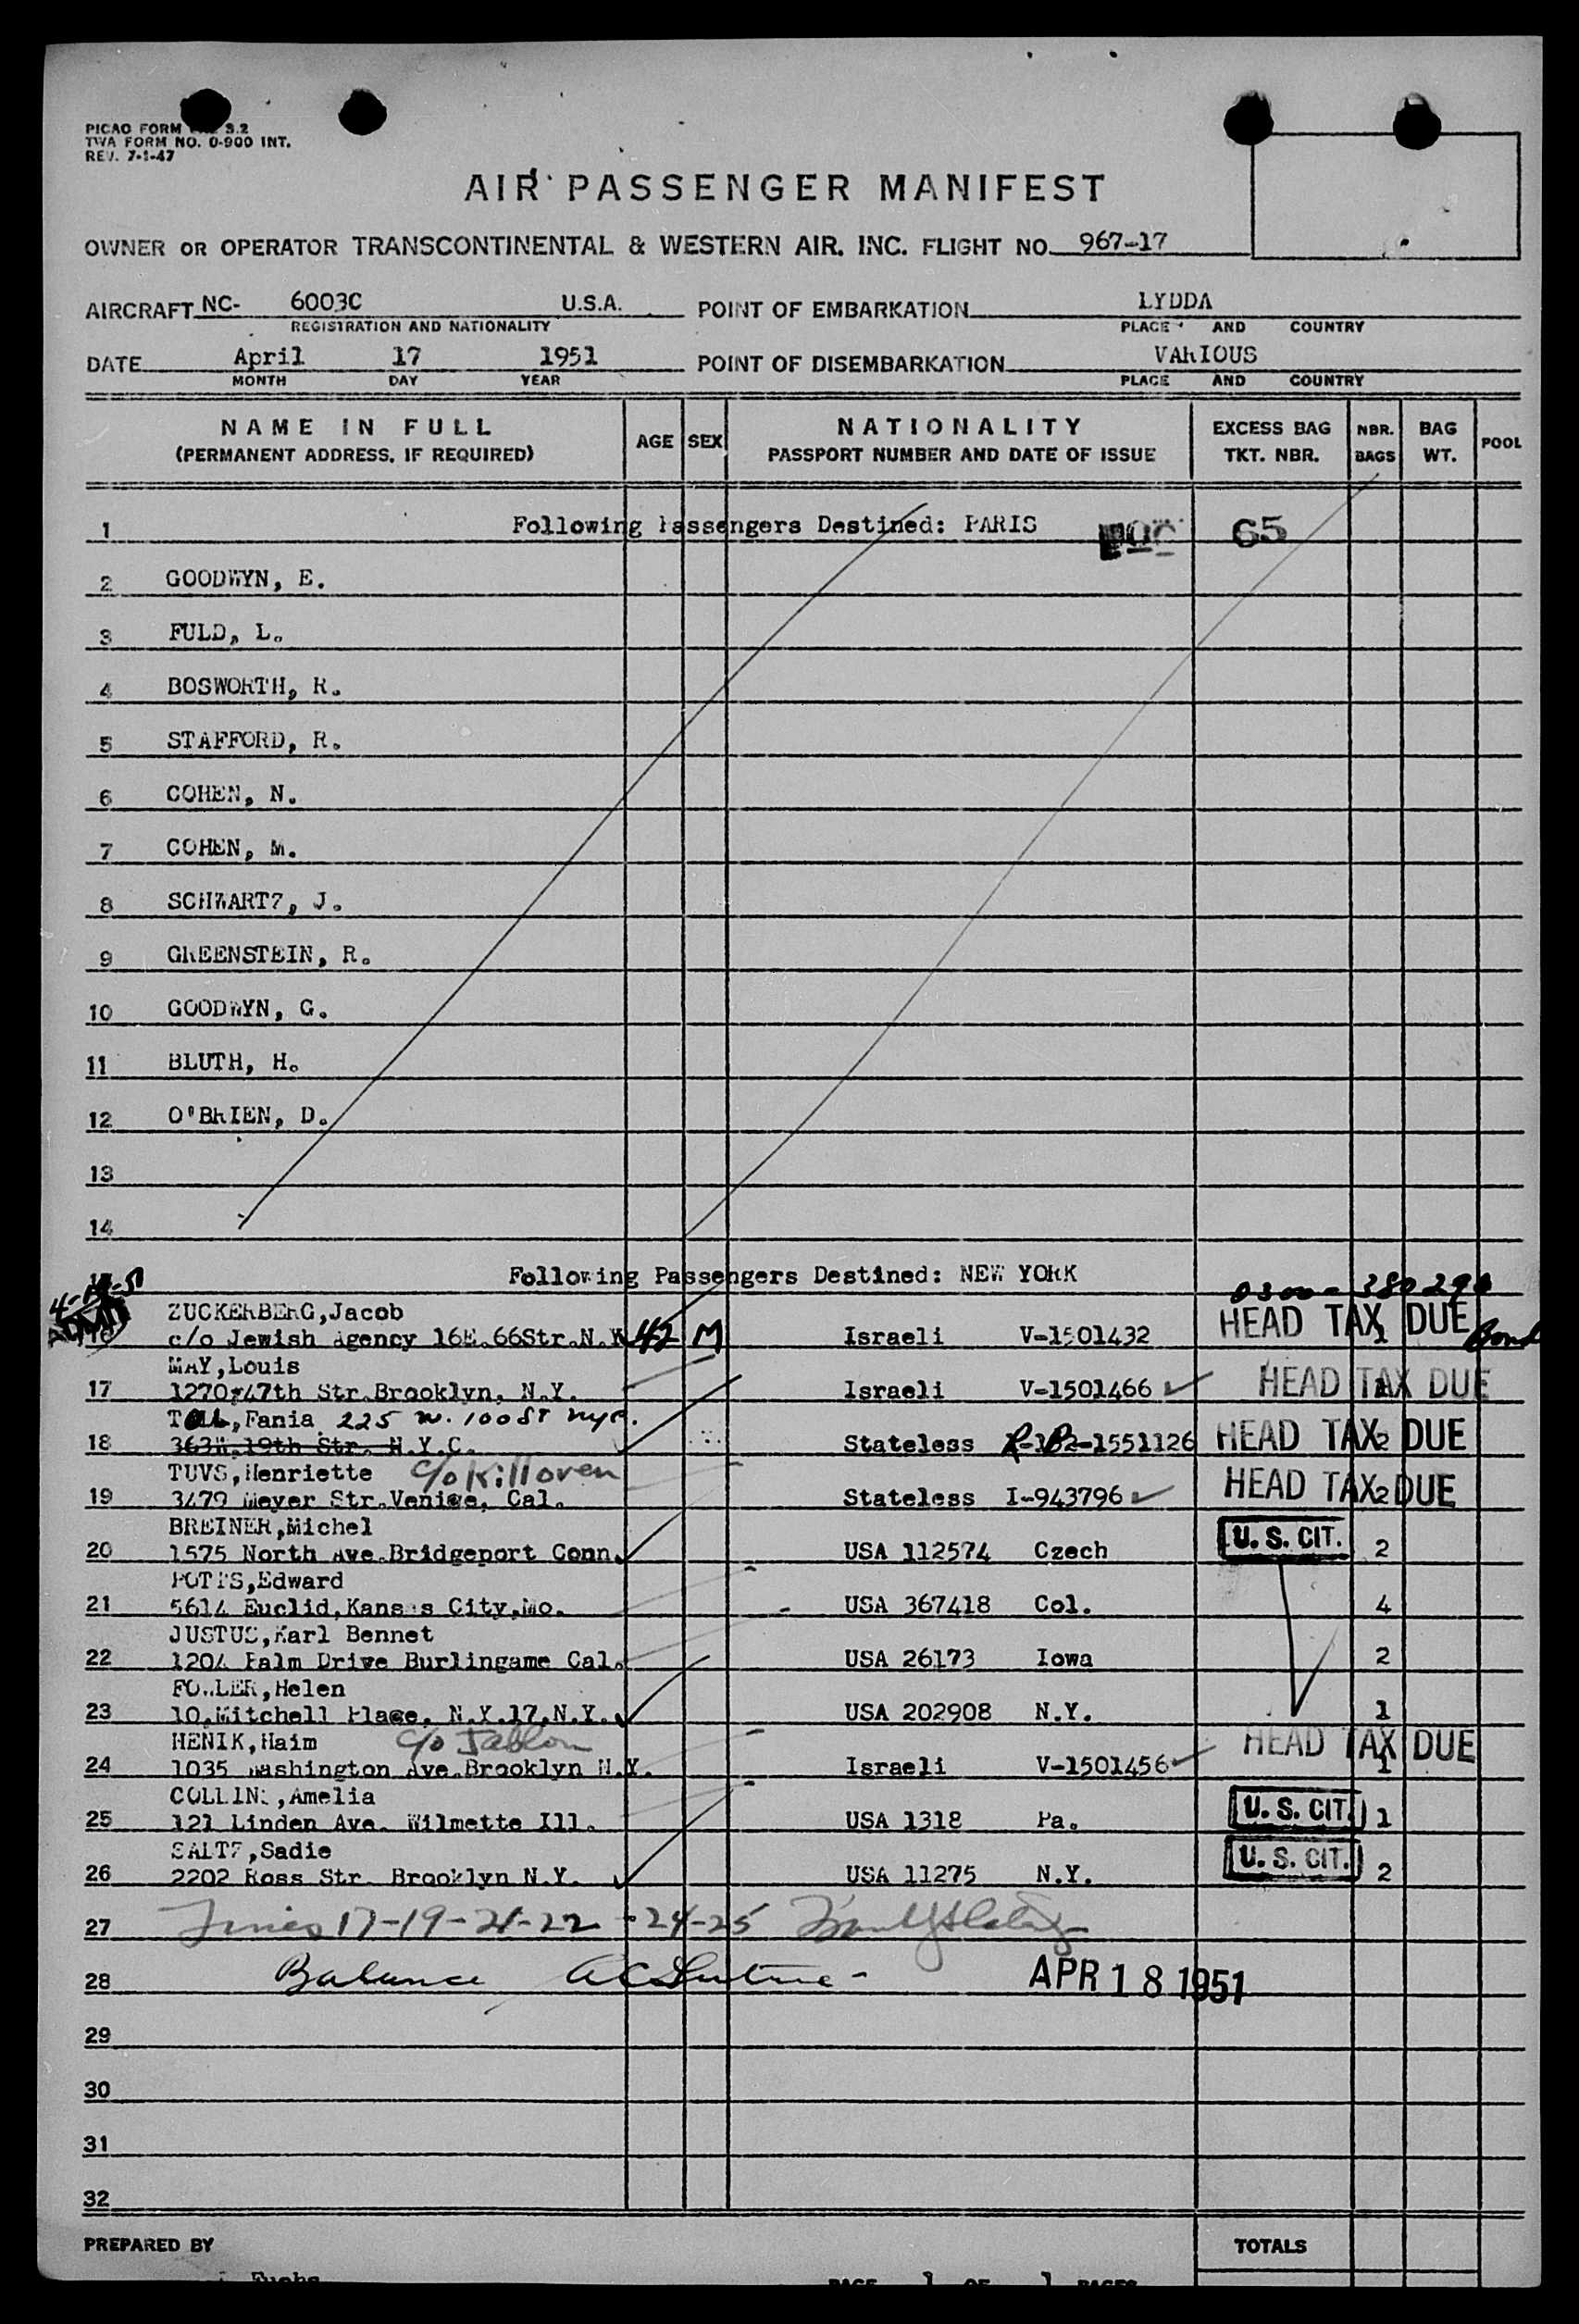 PICAO FORM 3.2
TWA FORM NO. 0-900 INT.
REV. 7-1-47
AIR PASSENGER MANIFEST
OWNER OR OPERATOR TRANSCONTINENTAL & WESTERN AIR. INC. FLIGHT NO. 967-17
AIRCRAFT NC- 6003C U.S.A. POINT OF EMBARKATION LYDDA
REGISTRATION AND NATIONALITY PLACE AND COUNTRY
DATE April 17 1951 POINT OF DISEMBARKATION VARIOUS
MONTH DAY YEAR PLACE AND COUNTRY
NAME IN FULL (PERMANENT ADDRESS, IF REQUIRED) AGE SEX NATIONALITY PASSPORT NUMBER AND DATE OF ISSUE EXCESS BAG TKT. NBR. NBR. BAGS BAG WT. POOL
1 Following Passengers Destined: PARIS 65
2 GOODWYN, E.
3 FULD, L.
4 BOSWORTH, R.
5 STAFFORD, R.
6 COHEN, N.
7 COHEN, M.
8 SCHWARTZ, J.
9 GREENSTEIN, R.
10 GOODWYN, G.
11 BLUTH, H.
12 O'BRIEN, D.
13
14
Following Passengers Destined: NEW YORK
4-18-51 0300-380290
ZUCKERBERG,Jacob HEAD TAX DUE
ADMIT 16 c/o Jewish Agency 16E.66Str.N.Y. 42 M Israeli V-1501432 1 Bond
MAY,Louis
17 1270-47th Str.Brooklyn, N.Y. Israeli V-1501466 HEAD TAX DUE
Fania 225 W. 100 ST nyc.
18 363W.19th Str. N.Y.C. Stateless 1551126 HEAD TAX 2 DUE
TUVS,Henriette c/o Killoven
19 3479 Meyer Str.Venice, Cal. Stateless I-943796 HEAD TAX 2 DUE
BREINER,Michel
20 1575 North Ave.Bridgeport Conn. USA 112574 Czech U.S. CIT. 2
POTTS,Edward
21 5614 Euclid,Kansas City,Mo. USA 367418 Col. 4
JUSTUS,Karl Bennet
22 1204 Palm Drive Burlingame Cal. USA 26173 Iowa 2
FOWLER,Helen
23 10,Mitchell Place, N.Y.17,N.Y. USA 202908 N.Y. 1
HENIK,Haim c/o Jablon HEAD TAX DUE
24 1035 Washington Ave.Brooklyn N.Y. Israeli V-1501456 1
COLLINS,Amelia
25 121 Linden Ave. Wilmette Ill. USA 1318 Pa. U.S. CIT. 1
SALTZ,Sadie
26 2202 Ross Str. Brooklyn N.Y. USA 11275 N.Y. U.S. CIT. 2
27 Lines 17-19-21-22-24-25
28 Balance APR 18 1951
29
30
31
32
PREPARED BY TOTALS
Fuchs PAGE 1 OF 1 PAGES